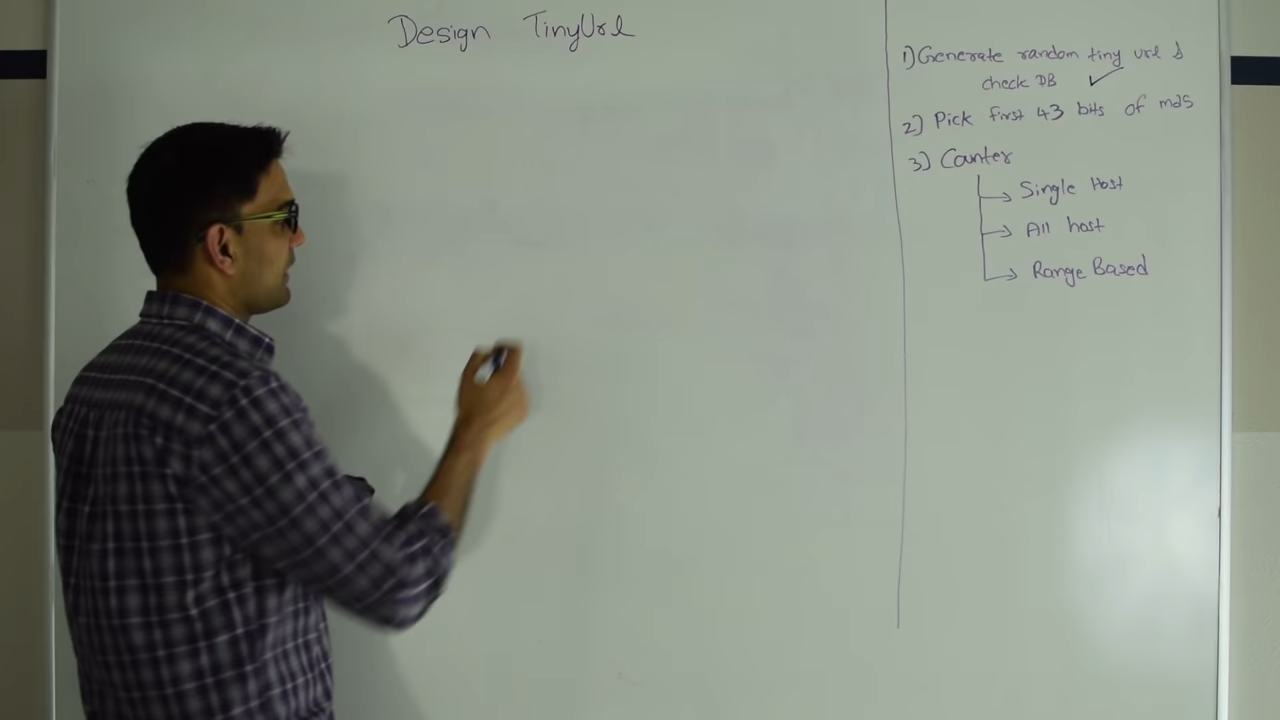 Design TinyUrl
1) Generate random tiny url &
check DB ✓
2) Pick first 43 bits of md5
3) Counter
→ Single Host
→ All host
→ Range Based